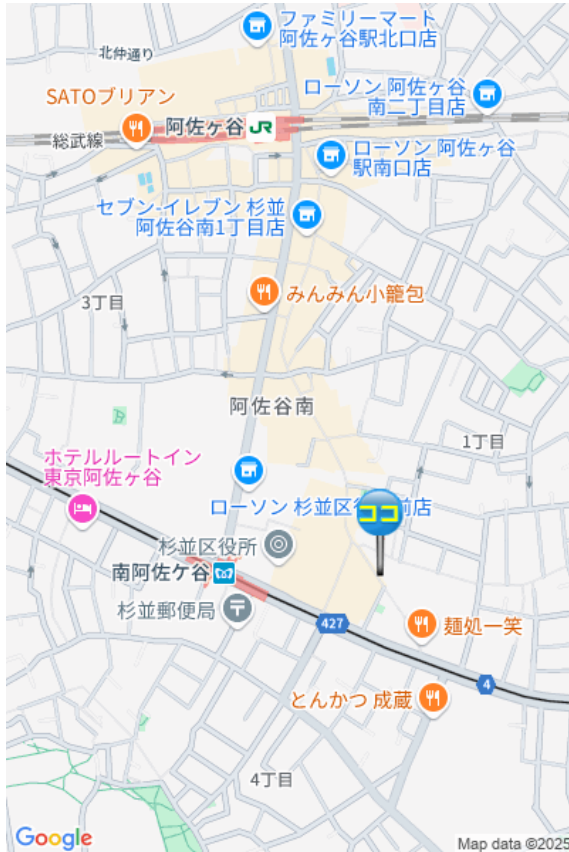 ファミリーマート
阿佐ヶ谷駅北口店
北仲通り
ローソン 阿佐ヶ谷
南二丁目店
SATOブリアン
阿佐ヶ谷
JR
総武線
ローソン 阿佐ヶ谷
駅南口店
セブン-イレブン 杉並
阿佐谷南1丁目店
みんみん小籠包
3丁目
阿佐谷南
1丁目
ホテルルートイン
東京阿佐ヶ谷
ローソン 杉並区役
前店
ココ
杉並区役所
南阿佐ケ谷
杉並郵便局
427
麺処一笑
4
とんかつ 成蔵
4丁目
Google
Map data ©2025